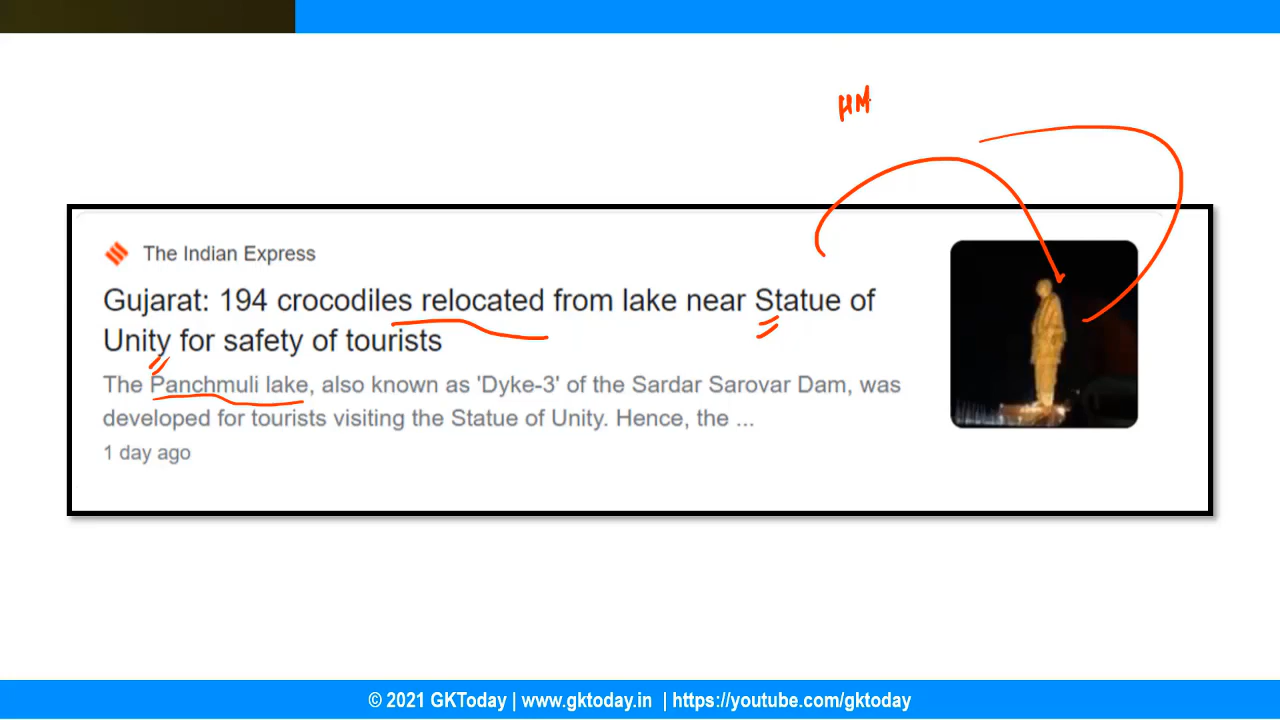 HM
The Indian Express
Gujarat: 194 crocodiles relocated from lake near Statue of
Unity for safety of tourists
The Panchmuli lake, also known as 'Dyke-3' of the Sardar Sarovar Dam, was
developed for tourists visiting the Statue of Unity. Hence, the ...
1 day ago
© 2021 GKToday | www.gktoday.in | https://youtube.com/gktoday